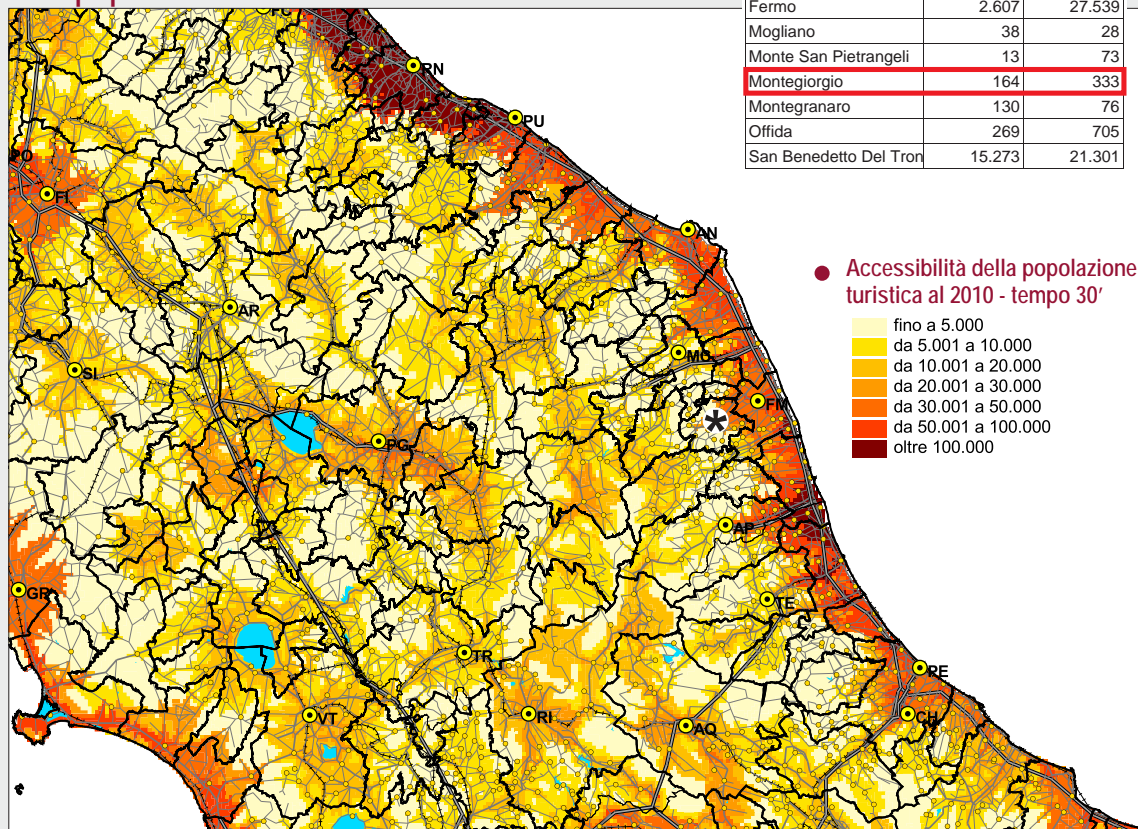 Fermo 2.607 27.539
Mogliano 38 28
Monte San Pietrangeli 13 73
Montegiorgio 164 333
Montegranaro 130 76
Offida 269 705
San Benedetto Del Tron 15.273 21.301
Accessibilità della popolazione
turistica al 2010 - tempo 30'
fino a 5.000
da 5.001 a 10.000
da 10.001 a 20.000
da 20.001 a 30.000
da 30.001 a 50.000
da 50.001 a 100.000
oltre 100.000
RN
PU
AN
FI
AR
SI
MC
FM
PG
AP
GR
TE
TR
PE
VT
RI
AQ
CH